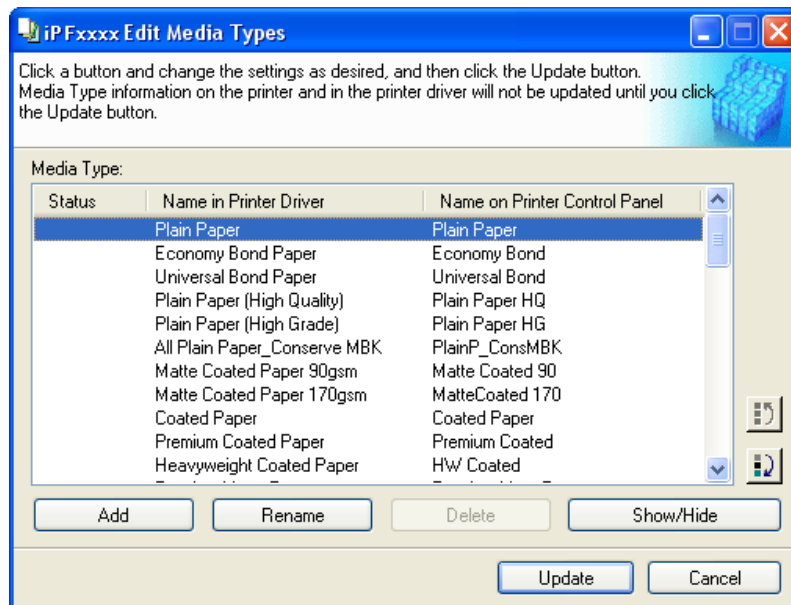 iPFxxxx Edit Media Types
Click a button and change the settings as desired, and then click the Update button.
Media Type information on the printer and in the printer driver will not be updated until you click
the Update button.
Media Type:
Status Name in Printer Driver Name on Printer Control Panel
Plain Paper Plain Paper
Economy Bond Paper Economy Bond
Universal Bond Paper Universal Bond
Plain Paper (High Quality) Plain Paper HQ
Plain Paper (High Grade) Plain Paper HG
All Plain Paper_Conserve MBK PlainP_ConsMBK
Matte Coated Paper 90gsm Matte Coated 90
Matte Coated Paper 170gsm MatteCoated 170
Coated Paper Coated Paper
Premium Coated Paper Premium Coated
Heavyweight Coated Paper HW Coated
Add Rename Delete Show/Hide
Update Cancel